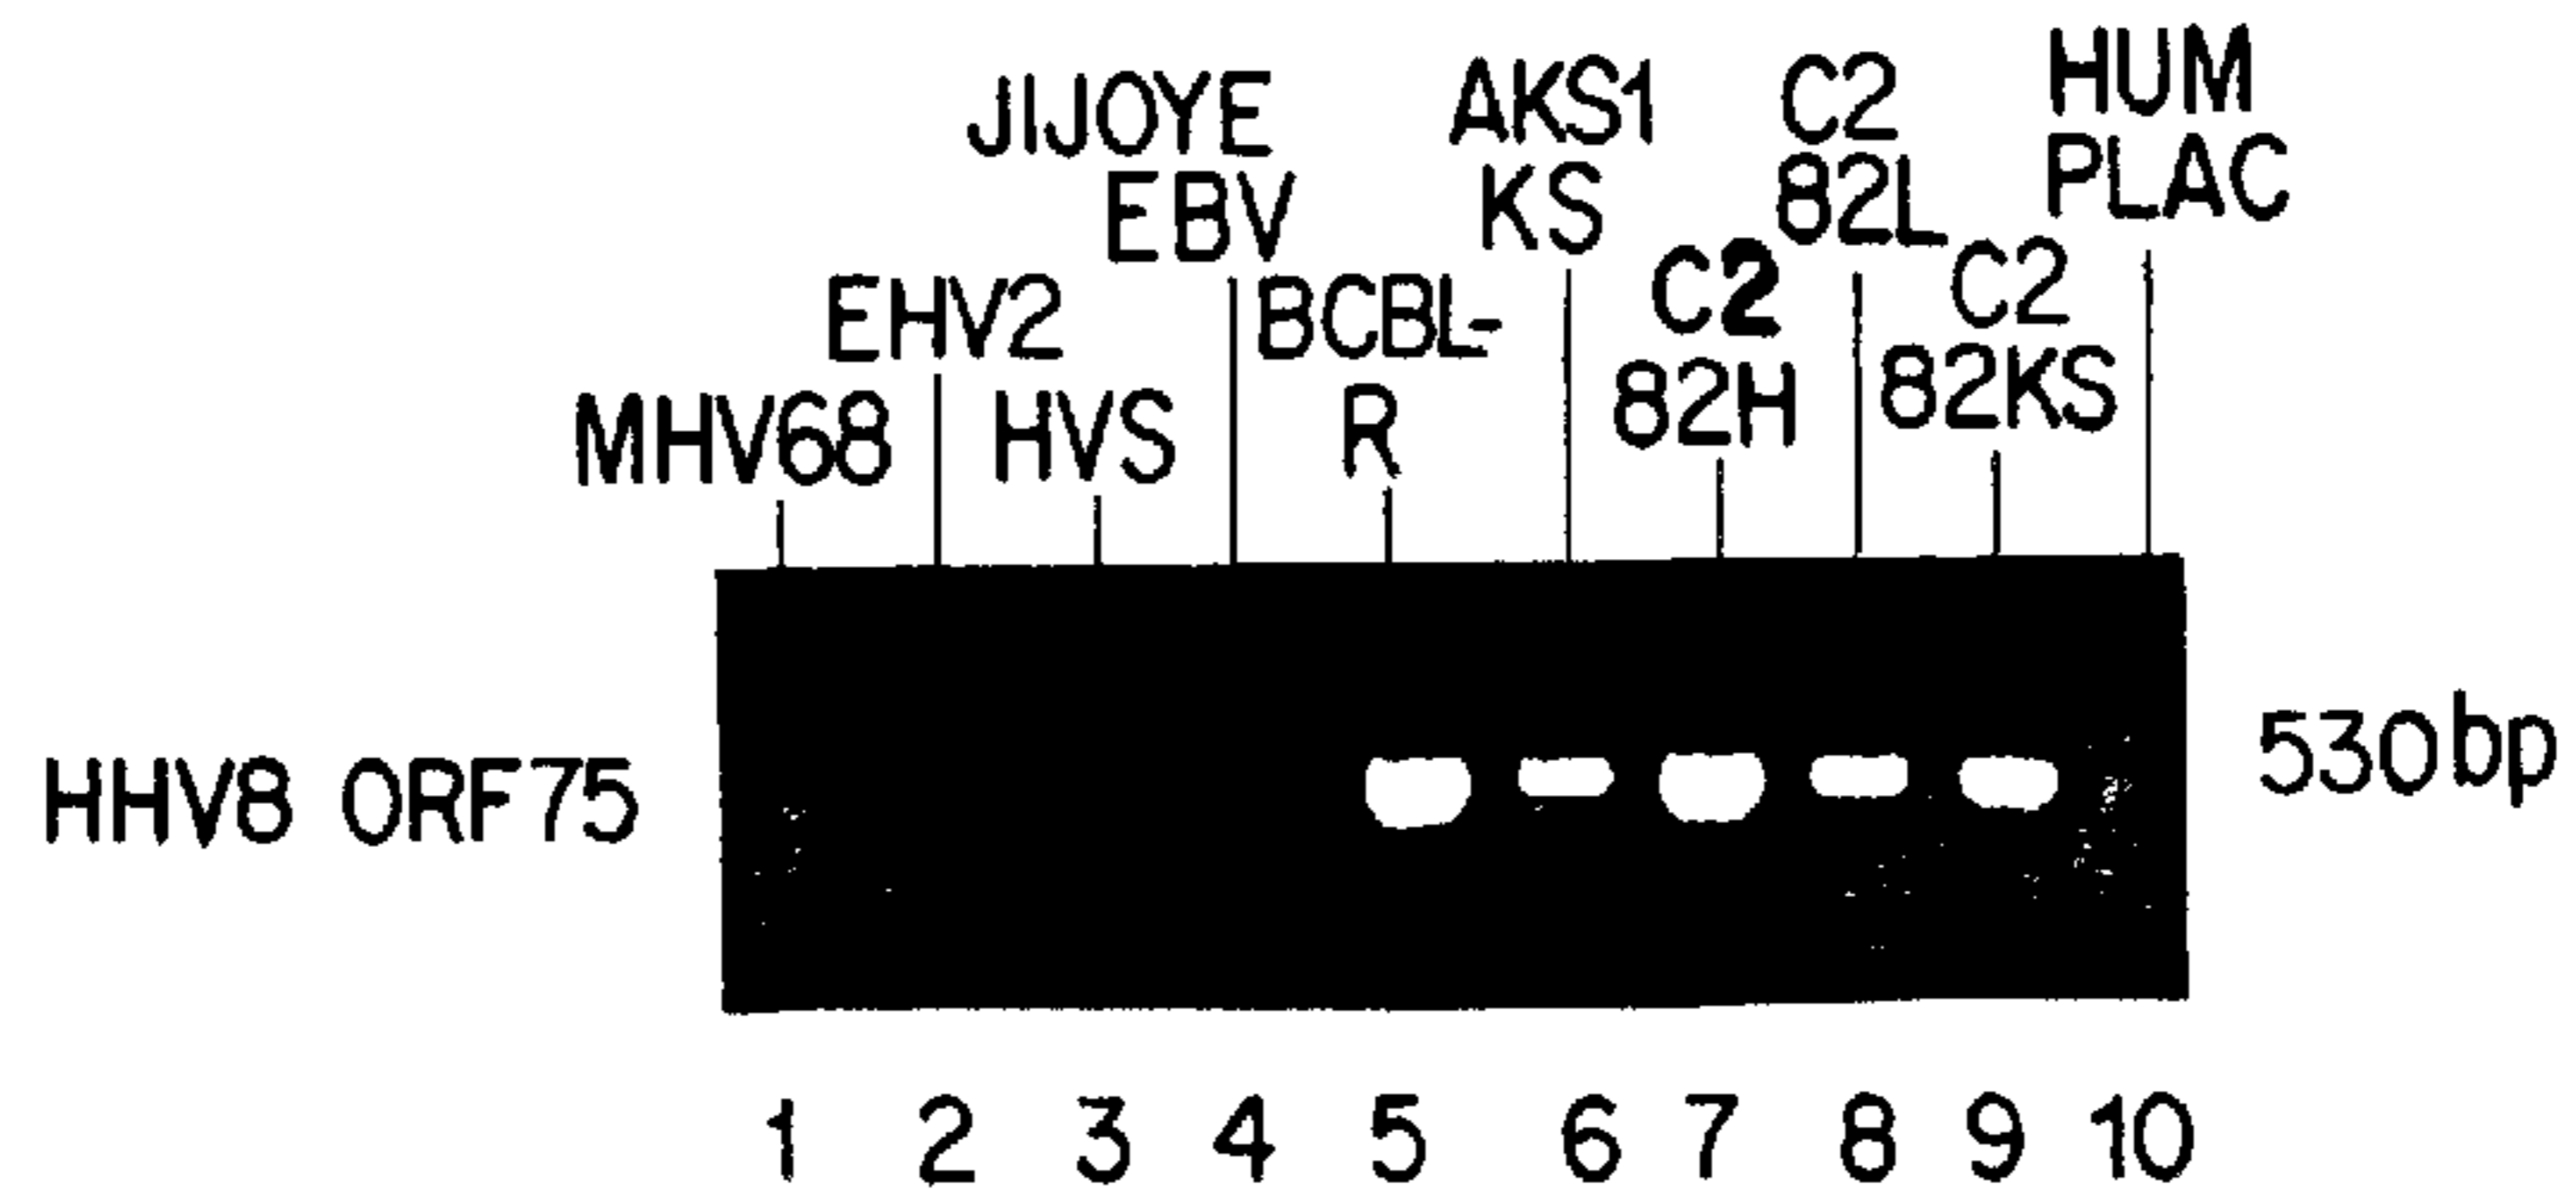 MHV68
EHV2
HVS
JIJOYE
EBV
BCBL-
R
AKS1
KS
C2
82H
C2
82L
C2
82KS
HUM
PLAC
HHV8 ORF75
530bp
1 2 3 4 5 6 7 8 9 10